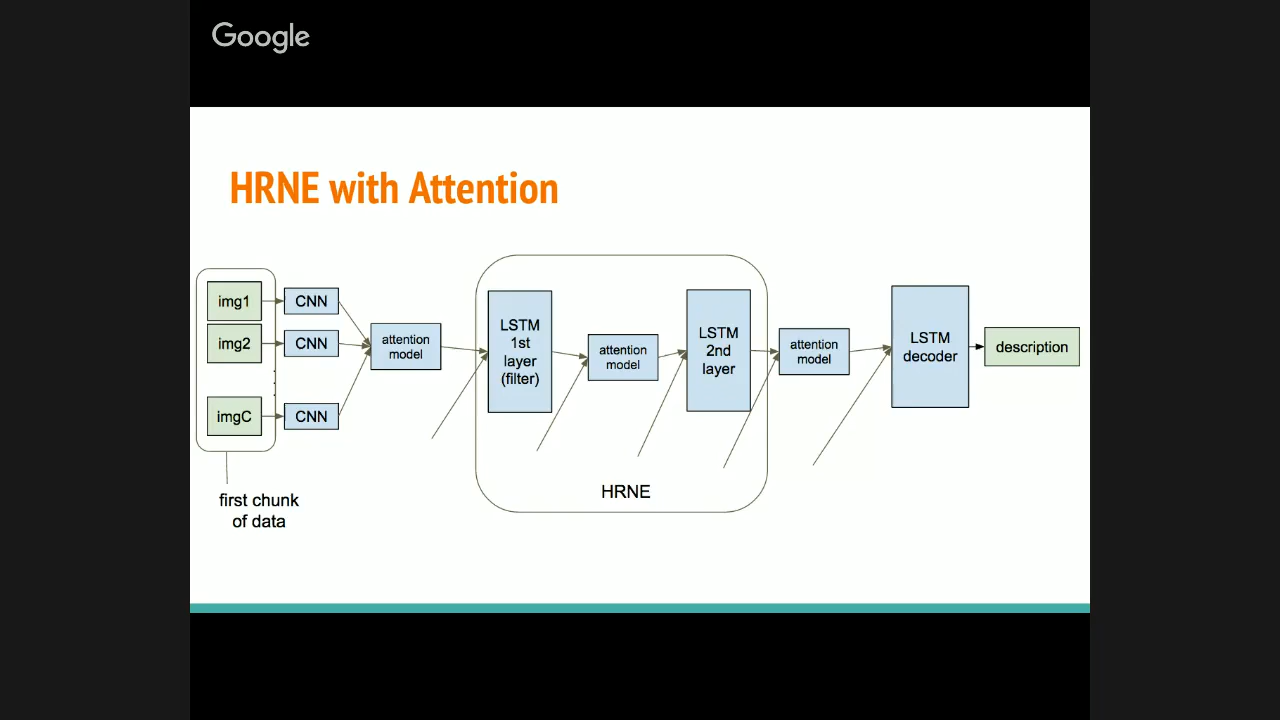 Google
HRNE with Attention
img1
CNN
img2
CNN
imgC
CNN
first chunk
of data
attention
model
LSTM
1st
layer
(filter)
attention
model
LSTM
2nd
layer
HRNE
attention
model
LSTM
decoder
description